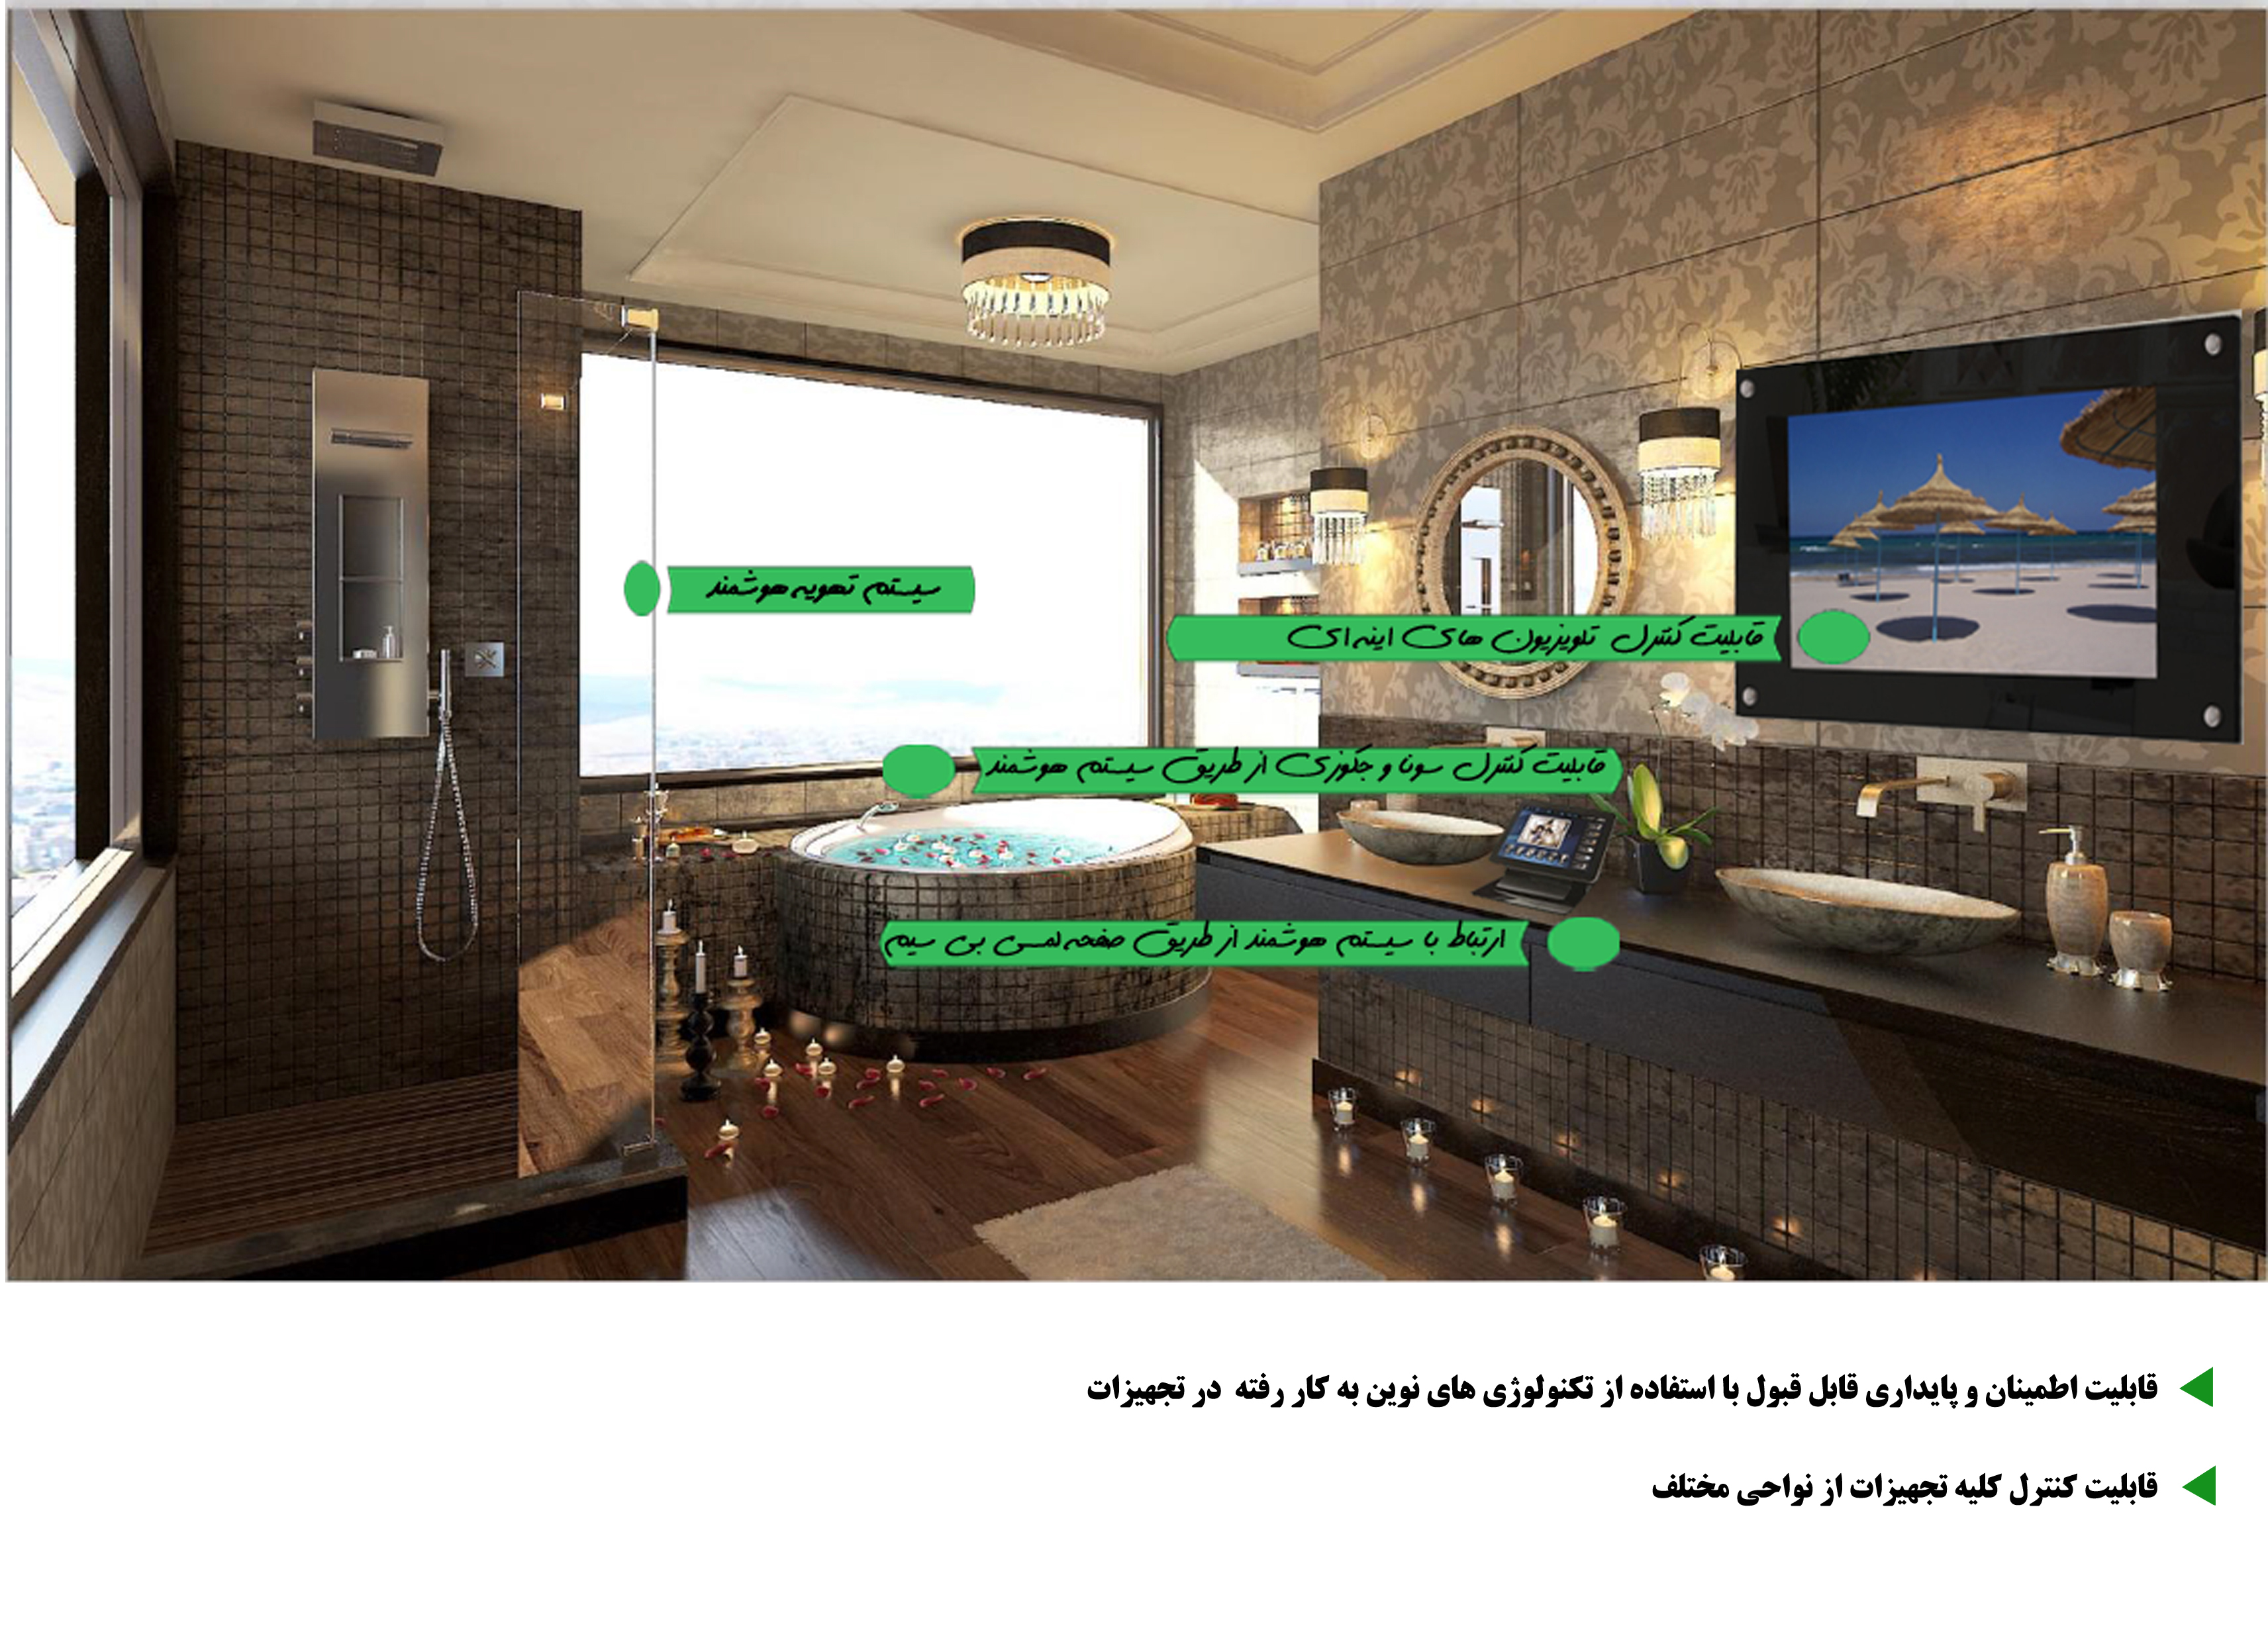 سیستم تهویه هوشمند
قابلیت کنترل تلویزیون های اینه ای
قابلیت کنترل سونا و جکوزی از طریق سیستم هوشمند
ارتباط با سیستم هوشمند از طریق صفحه لمسی بی سیم
قابلیت اطمینان و پایداری قابل قبول با استفاده از تکنولوژی های نوین به کار رفته در تجهیزات
قابلیت کنترل کلیه تجهیزات از نواحی مختلف